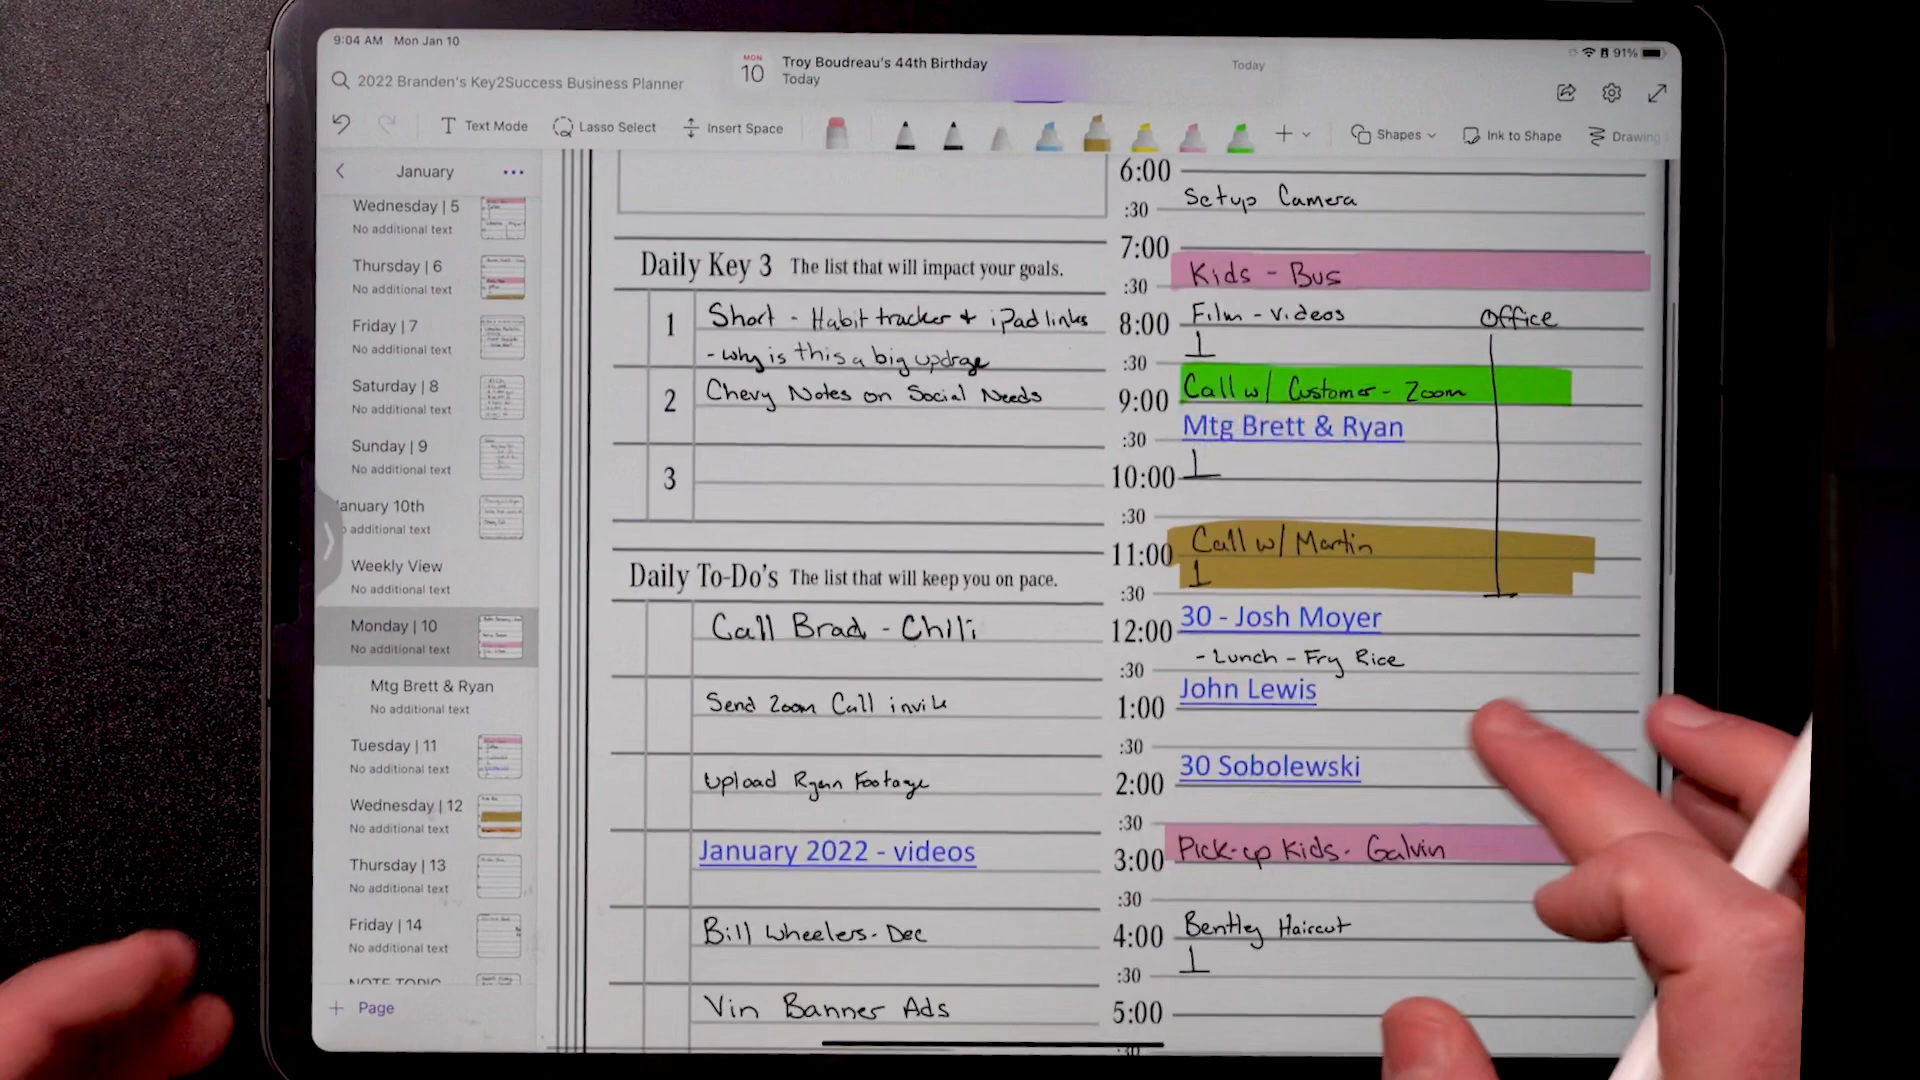 9:04 AM Mon Jan 10
91%
2022 Branden's Key2Success Business Planner
MON
10
Troy Boudreau's 44th Birthday
Today
Today
Text Mode
Lasso Select
Insert Space
Shapes
Ink to Shape
Drawing
January
Wednesday | 5
No additional text
Thursday | 6
No additional text
Friday | 7
No additional text
Saturday | 8
No additional text
Sunday | 9
No additional text
anuary 10th
o additional text
Weekly View
No additional text
Monday | 10
No additional text
Mtg Brett & Ryan
No additional text
Tuesday | 11
No additional text
Wednesday | 12
No additional text
Thursday | 13
No additional text
Friday | 14
No additional text
NOTE TOPIC
+ Page
Daily Key 3 The list that will impact your goals.
1 Short - Habit tracker + iPad links
- why is this a big updrage
2 Chevy Notes on Social Needs
3
Daily To-Do's The list that will keep you on pace.
Call Brad - Chili
Send Zoom Call invite
Upload Ryan Footage
January 2022 - videos
Bill Wheelers - Dec
Vin Banner Ads
6:00
Setup Camera
:30
7:00
Kids - Bus
:30
Film - Videos
8:00
Office
:30
Call w/ Customer - Zoom
9:00
Mtg Brett & Ryan
:30
10:00
:30
Call w/ Martin
11:00
:30
30 - Josh Moyer
12:00
- Lunch - Fry Rice
:30
John Lewis
1:00
:30
30 Sobolewski
2:00
:30
Pick-up Kids - Galvin
3:00
:30
Bentley Haircut
4:00
:30
5:00
:30